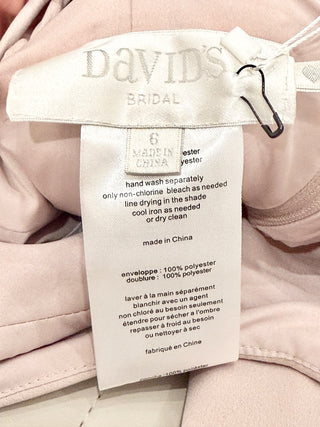 DAVID'S
BRIDAL
6
MADE IN
CHINA
hand wash separately
only non-chlorine bleach as needed
line drying in the shade
cool iron as needed
or dry clean
made in China
enveloppe : 100% polyester
doublure : 100% polyester
laver à la main séparément
blanchir avec un agent
non chloré au besoin seulement
étendre pour sécher a l'ombre
repasser à froid au besoin
ou nettoyer à sec
fabriqué en Chine